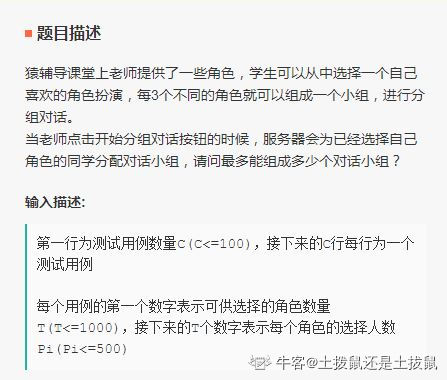 题目描述
猿辅导课堂上老师提供了一些角色，学生可以从中选择一个自己
喜欢的角色扮演，每3个不同的角色就可以组成一个小组，进行分
组对话。
当老师点击开始分组对话按钮的时候，服务器会为已经选择自己
角色的同学分配对话小组，请问最多能组成多少个对话小组？
输入描述:
第一行为测试用例数量C(C<=100)，接下来的C行每行为一个
测试用例
每个用例的第一个数字表示可供选择的角色数量
T(T<=1000)，接下来的T个数字表示每个角色的选择人数
Pi(Pi<=500)
牛客@土拨鼠还是土拔鼠